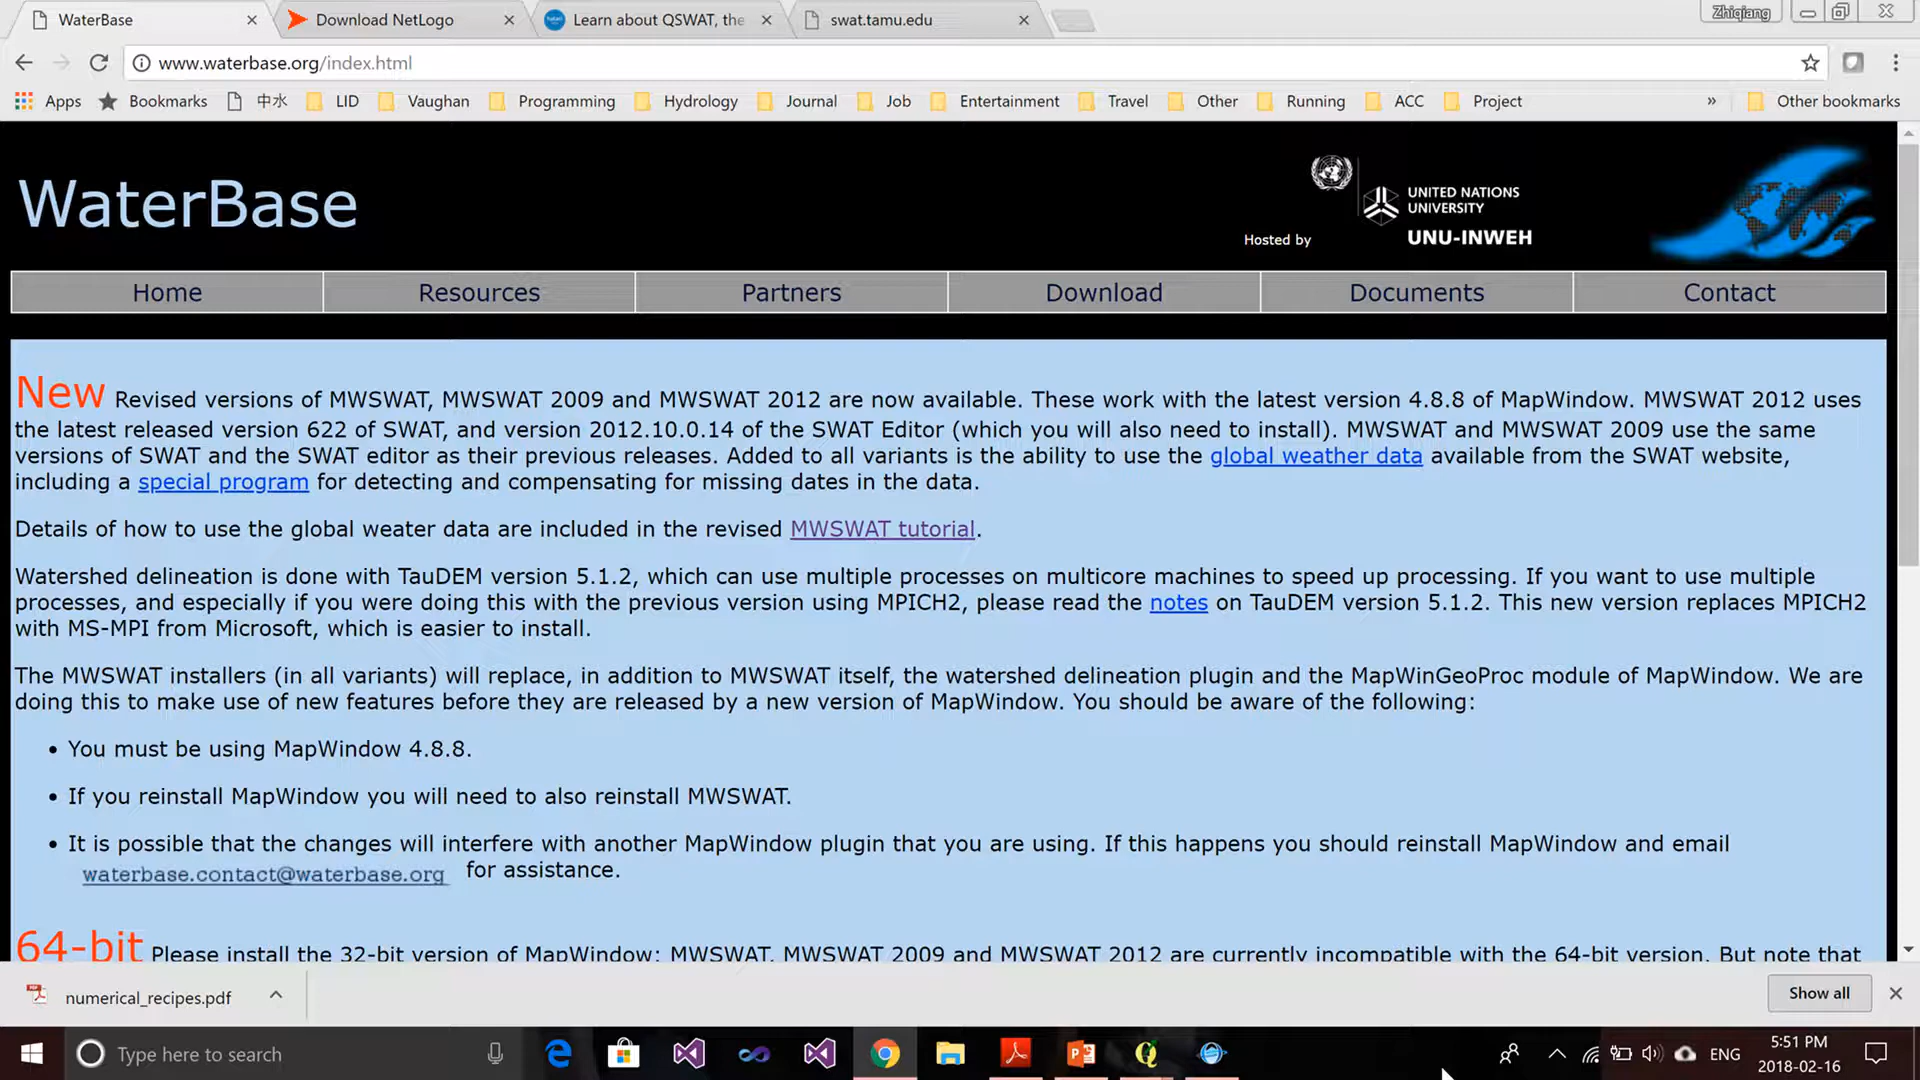 WaterBase
Download NetLogo
Learn about QSWAT, the
swat.tamu.edu
Zhiqiang
www.waterbase.org/index.html
Apps Bookmarks 中水 LID Vaughan Programming Hydrology Journal Job Entertainment Travel Other Running ACC Project » Other bookmarks
WaterBase
Hosted by
UNITED NATIONS
UNIVERSITY
UNU-INWEH
Home Resources Partners Download Documents Contact
New Revised versions of MWSWAT, MWSWAT 2009 and MWSWAT 2012 are now available. These work with the latest version 4.8.8 of MapWindow. MWSWAT 2012 uses
the latest released version 622 of SWAT, and version 2012.10.0.14 of the SWAT Editor (which you will also need to install). MWSWAT and MWSWAT 2009 use the same
versions of SWAT and the SWAT editor as their previous releases. Added to all variants is the ability to use the global weather data available from the SWAT website,
including a special program for detecting and compensating for missing dates in the data.
Details of how to use the global weater data are included in the revised MWSWAT tutorial.
Watershed delineation is done with TauDEM version 5.1.2, which can use multiple processes on multicore machines to speed up processing. If you want to use multiple
processes, and especially if you were doing this with the previous version using MPICH2, please read the notes on TauDEM version 5.1.2. This new version replaces MPICH2
with MS-MPI from Microsoft, which is easier to install.
The MWSWAT installers (in all variants) will replace, in addition to MWSWAT itself, the watershed delineation plugin and the MapWinGeoProc module of MapWindow. We are
doing this to make use of new features before they are released by a new version of MapWindow. You should be aware of the following:
• You must be using MapWindow 4.8.8.
• If you reinstall MapWindow you will need to also reinstall MWSWAT.
• It is possible that the changes will interfere with another MapWindow plugin that you are using. If this happens you should reinstall MapWindow and email
waterbase.contact@waterbase.org for assistance.
64-bit Please install the 32-bit version of MapWindow: MWSWAT, MWSWAT 2009 and MWSWAT 2012 are currently incompatible with the 64-bit version. But note that
numerical_recipes.pdf
Show all
Type here to search
ENG
5:51 PM
2018-02-16